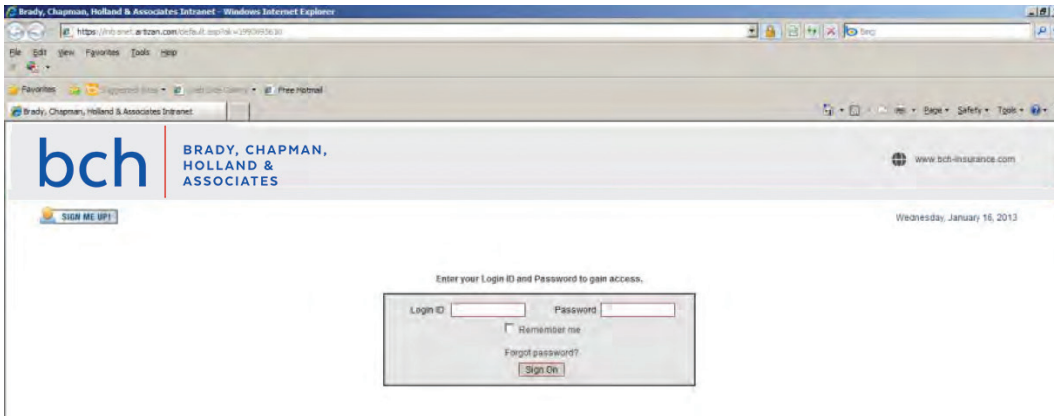 Brady, Chapman, Holland & Associates Intranet - Windows Internet Explorer
File Edit View Favorites Tools Help
Favorites Free Hotmail
Brady, Chapman, Holland & Associates Intranet Page Safety Tools
bch BRADY, CHAPMAN,
HOLLAND &
ASSOCIATES
www.bch-insurance.com
SIGN ME UP!
Wednesday, January 16, 2013
Enter your Login ID and Password to gain access.
Login ID Password
Remember me
Forgot password?
Sign On